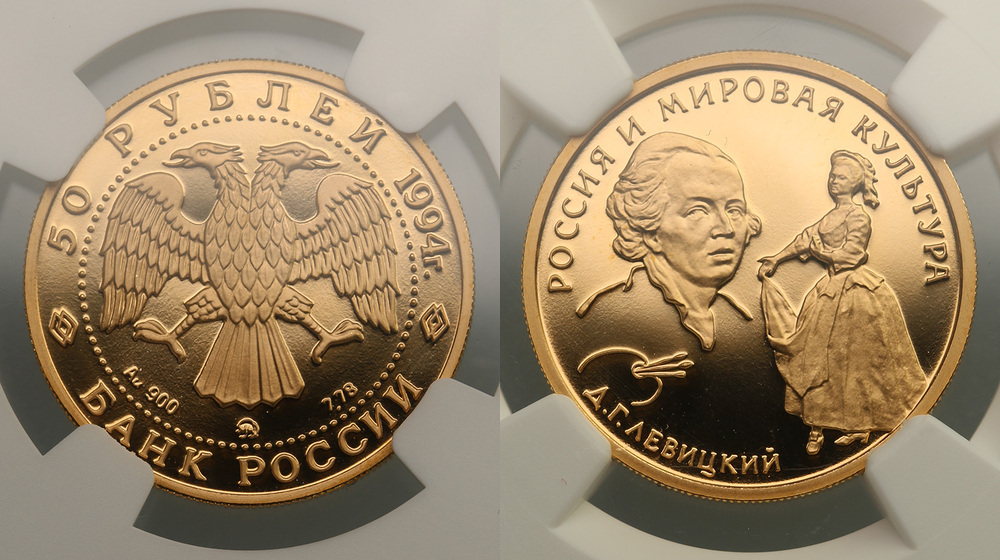 50 РУБЛЕЙ 1994г.
Au 900
7,78
БАНК РОССИИ
РОССИЯ И МИРОВАЯ КУЛЬТУРА
Д.Г.ЛЕВИЦКИЙ